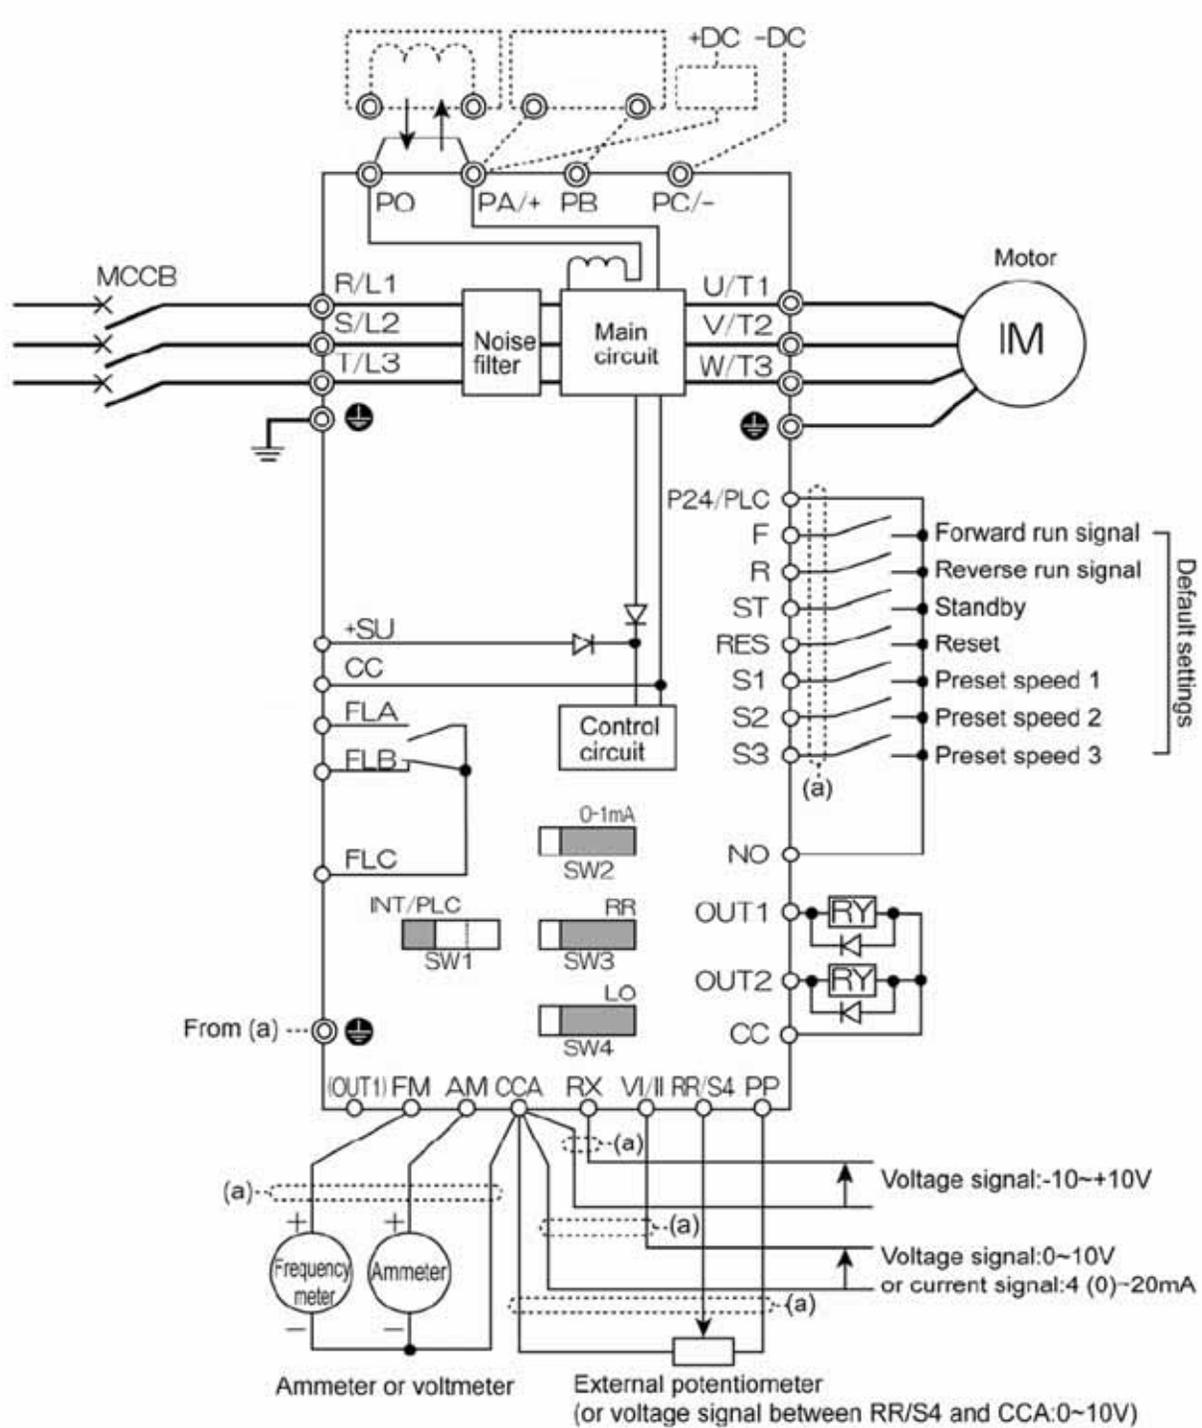 +DC -DC
PO PA/+ PB PC/-
MCCB
R/L1
S/L2
T/L3
Noise
filter
Main
circuit
U/T1
V/T2
W/T3
Motor
IM
P24/PLC
F
Forward run signal
R
Reverse run signal
ST
Standby
RES
Reset
S1
Preset speed 1
S2
Preset speed 2
S3
Preset speed 3
Default settings
(a)
+SU
CC
FLA
FLB
FLC
Control
circuit
0-1mA
SW2
INT/PLC
SW1
RR
SW3
LO
SW4
NO
OUT1
RY
OUT2
RY
CC
From (a)
(OUT1) FM AM CCA RX VI/II RR/S4 PP
(a)
Voltage signal:-10~+10V
(a)
(a)
Voltage signal:0~10V
or current signal:4 (0)~20mA
(a)
+
+
Frequency
meter
Ammeter
−
−
Ammeter or voltmeter
External potentiometer
(or voltage signal between RR/S4 and CCA:0~10V)